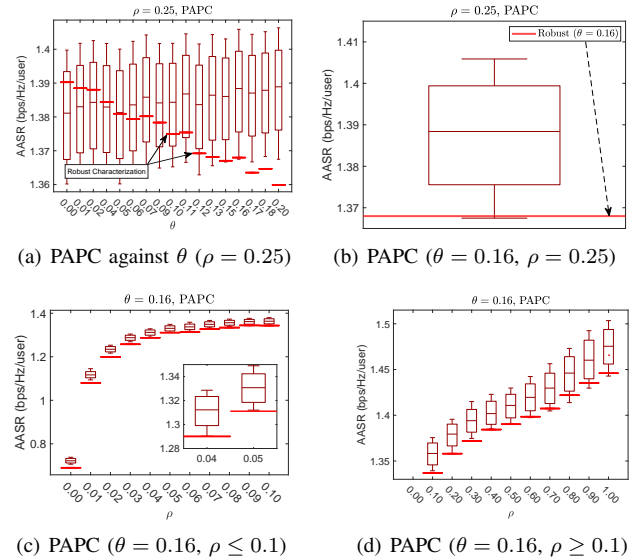 ρ = 0.25, PAPC
1.4
1.39
1.38
1.37
1.36
AASR (bps/Hz/user)
Robust Characterization
0.00 0.01 0.02 0.04 0.05 0.06 0.07 0.09 0.10 0.11 0.12 0.13 0.15 0.16 0.17 0.18 0.20
θ
(a) PAPC against θ (ρ = 0.25)
ρ = 0.25, PAPC
Robust (θ = 0.16)
1.41
1.4
1.39
1.38
1.37
AASR (bps/Hz/user)
(b) PAPC (θ = 0.16, ρ = 0.25)
θ = 0.16, PAPC
1.4
1.2
1
0.8
AASR (bps/Hz/user)
1.34
1.32
1.3
1.28
0.04 0.05
0.00 0.01 0.02 0.03 0.04 0.05 0.06 0.07 0.08 0.09 0.10
ρ
(c) PAPC (θ = 0.16, ρ ≤ 0.1)
θ = 0.16, PAPC
1.5
1.45
1.4
1.35
AASR (bps/Hz/user)
0.00 0.10 0.20 0.30 0.40 0.50 0.60 0.70 0.80 0.90 1.00
ρ
(d) PAPC (θ = 0.16, ρ ≥ 0.1)